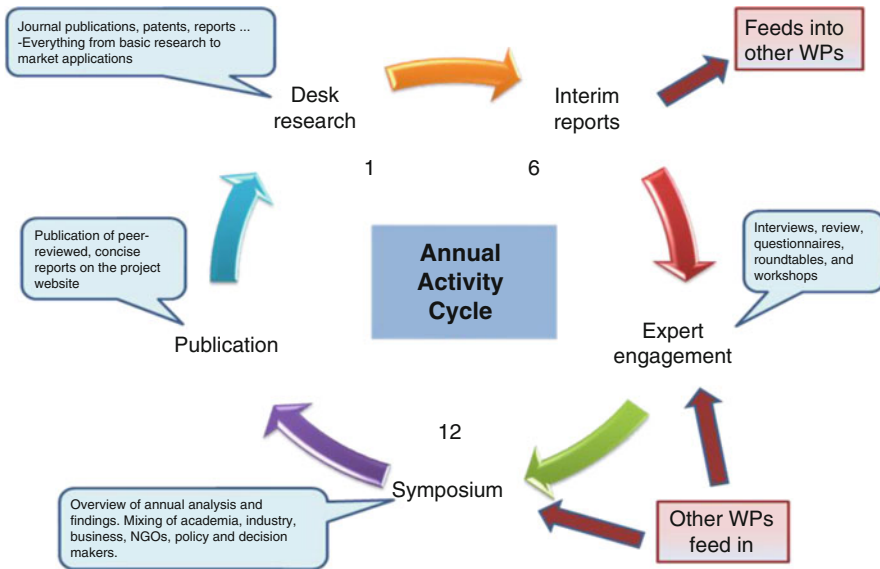 Journal publications, patents, reports ...
-Everything from basic research to
market applications
Desk
research
Interim
reports
Feeds into
other WPs
1
6
Publication of peer-
reviewed, concise
reports on the project
website
Annual
Activity
Cycle
Interviews, review,
questionnaires,
roundtables, and
workshops
Publication
Expert
engagement
12
Symposium
Overview of annual analysis and
findings. Mixing of academia, industry,
business, NGOs, policy and decision
makers.
Other WPs
feed in